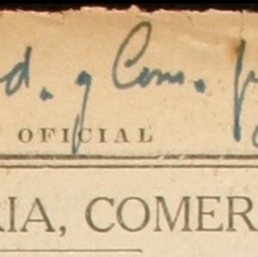 d. y Com.
OFICIAL
RIA, COMER